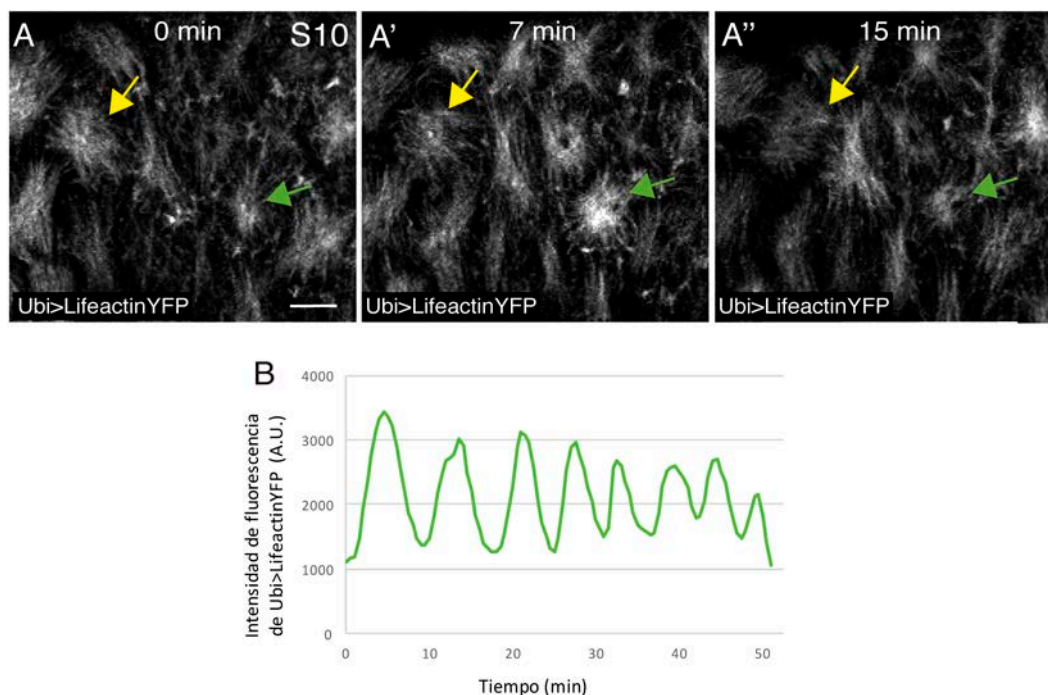 A 0 min S10
A' 7 min
A" 15 min
Ubi>LifeactinYFP
Ubi>LifeactinYFP
Ubi>LifeactinYFP
B
Intensidad de fluorescencia
de Ubi>LifeactinYFP (A.U.)
4000
3000
2000
1000
0
0 10 20 30 40 50
Tiempo (min)